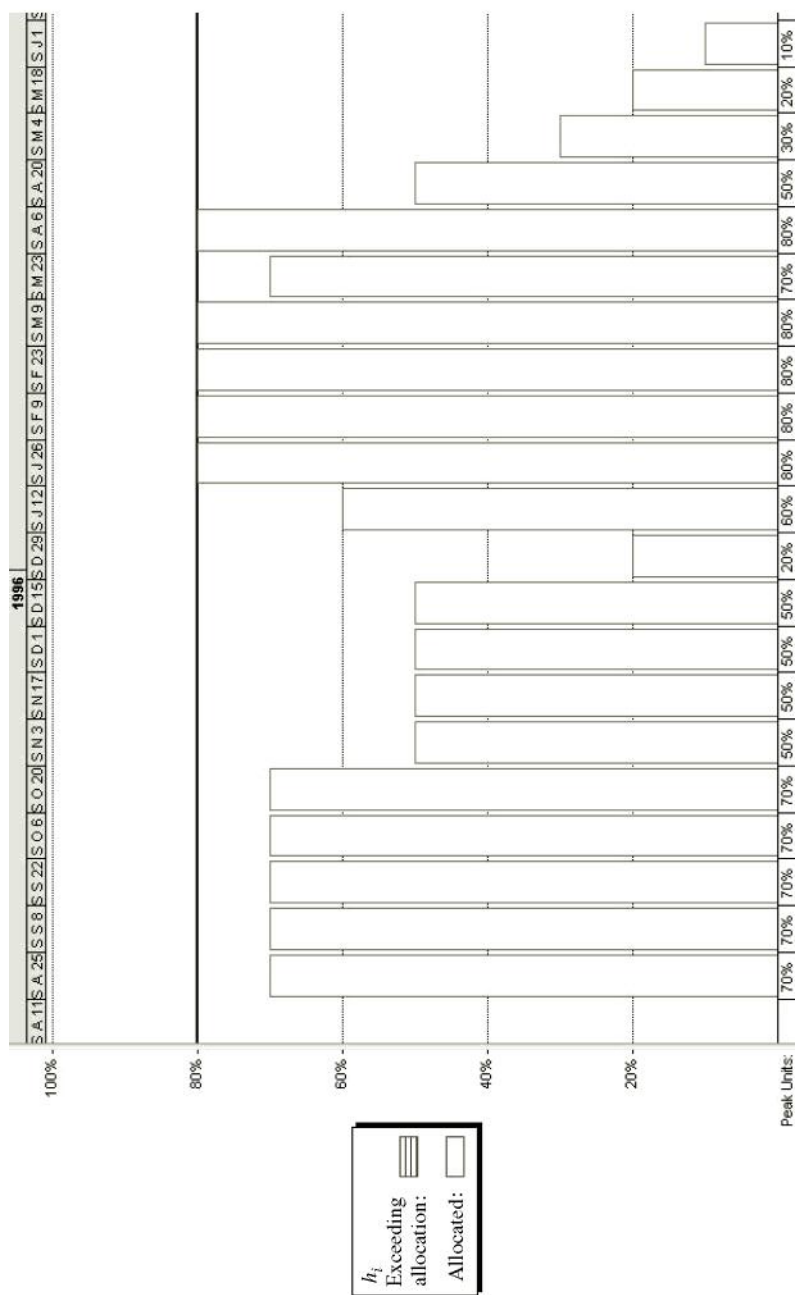 1996
S A 11 S A 25 S S 8 S S 22 S O 6 S O 20 S N 3 S N 17 S D 1 S D 15 S D 29 S J 12 S J 26 S F 9 S F 23 S M 9 S M 23 S A 6 S A 20 S M 4 S M 18 S J 1 S
100%
80%
60%
40%
20%
Peak Units: 70% 70% 70% 70% 70% 50% 50% 50% 50% 20% 60% 80% 80% 80% 80% 70% 80% 50% 30% 20% 10%
hᵢ
Exceeding
allocation:
Allocated: